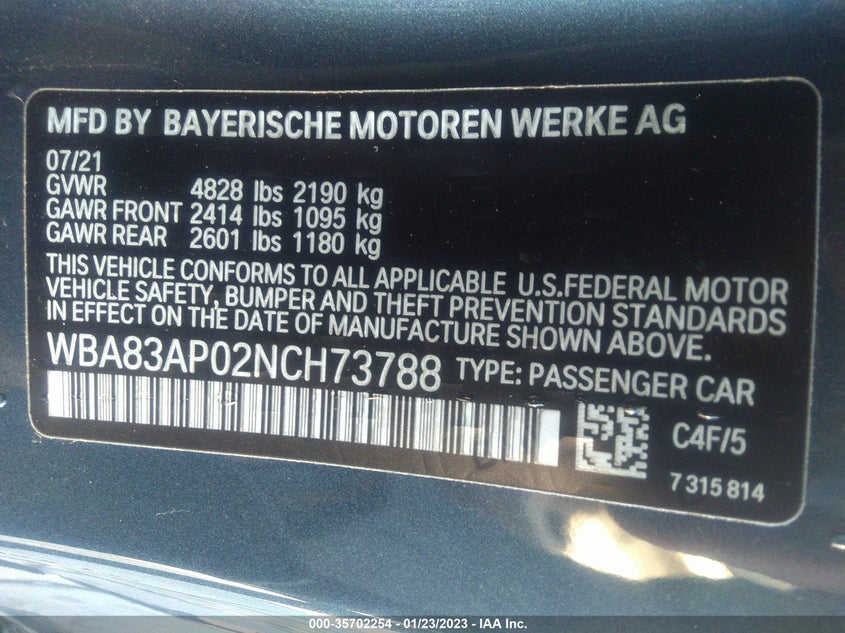 MFD BY BAYERISCHE MOTOREN WERKE AG
07/21
GVWR 4828 lbs 2190 kg
GAWR FRONT 2414 lbs 1095 kg
GAWR REAR 2601 lbs 1180 kg
THIS VEHICLE CONFORMS TO ALL APPLICABLE U.S.FEDERAL MOTOR
VEHICLE SAFETY, BUMPER AND THEFT PREVENTION STANDARDS
IN EFFECT ON THE DATE OF MANUFACTURE SHOWN ABOVE.
WBA83AP02NCH73788 TYPE: PASSENGER CAR
C4F/5
7 315 814
000-35702254 - 01/23/2023 - IAA Inc.